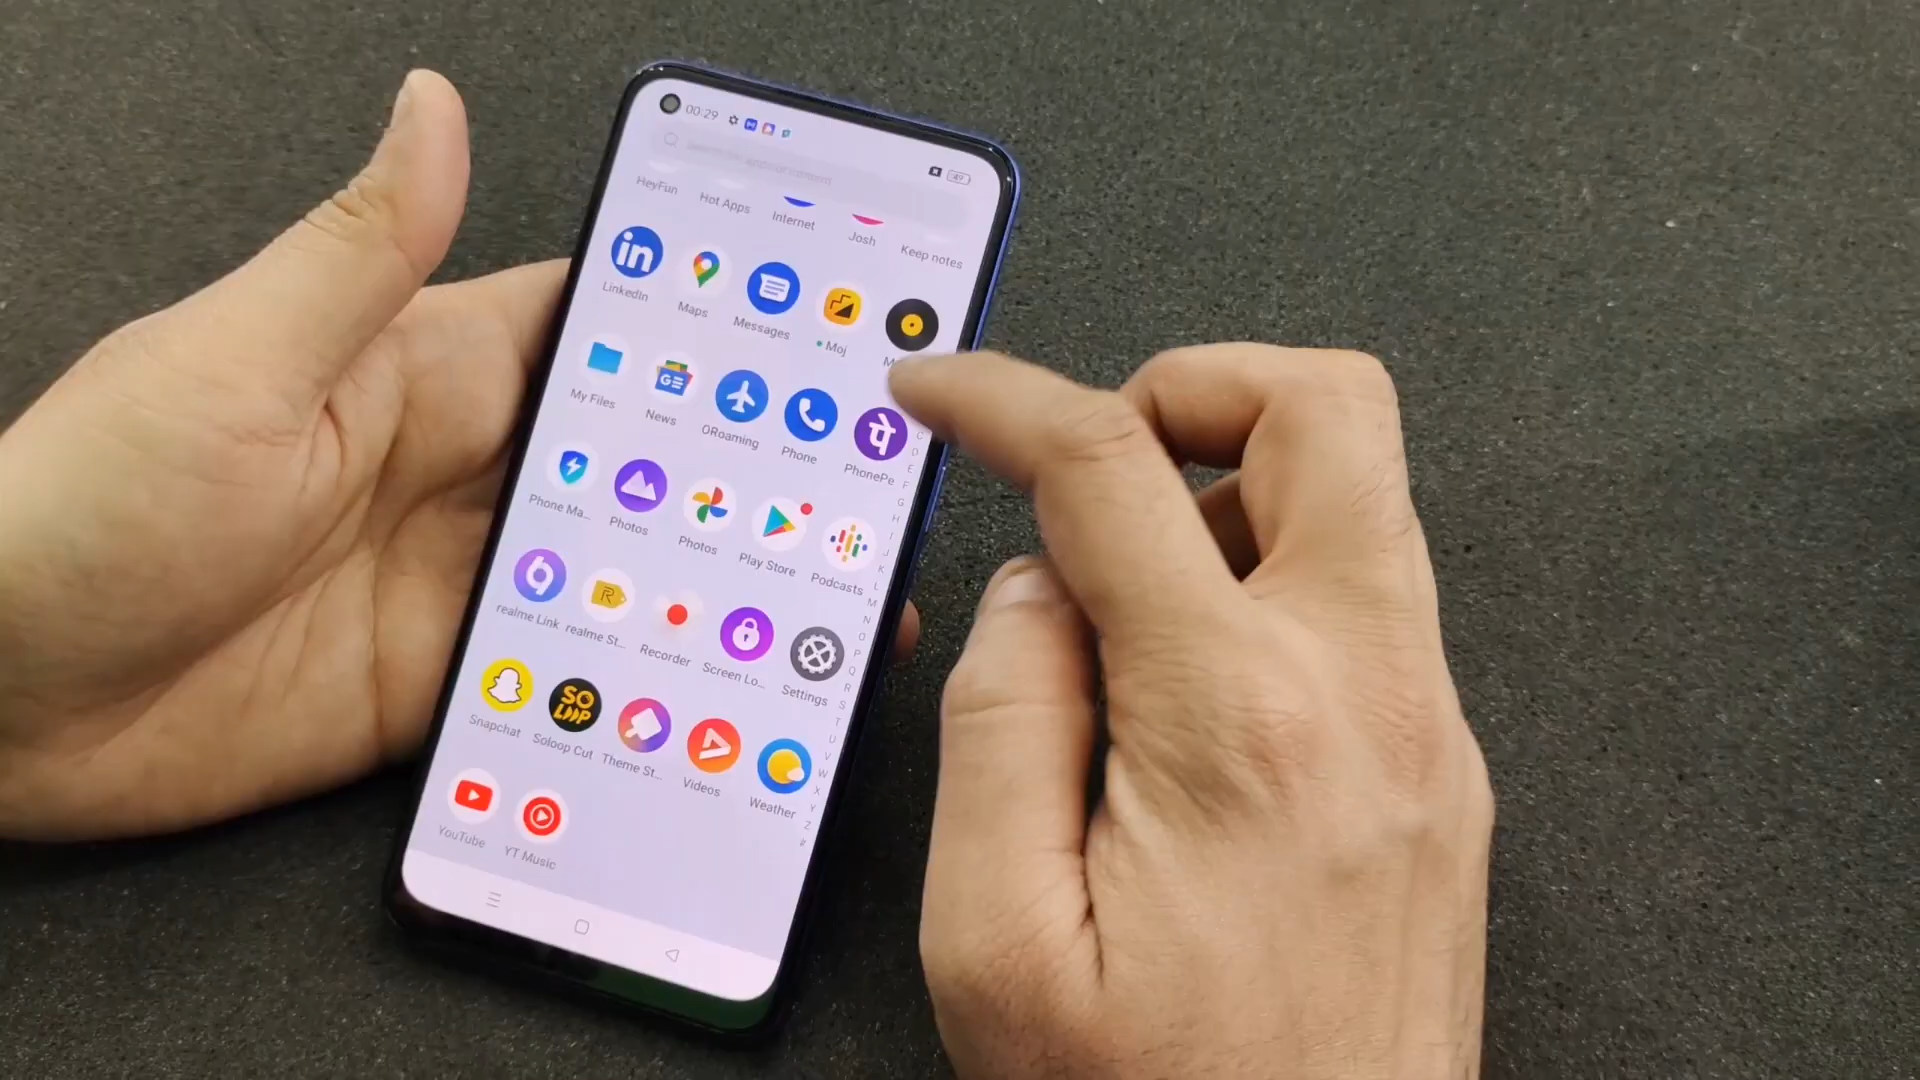 00:29
HeyFun Hot Apps Internet Josh Keep notes
in
LinkedIn Maps Messages Moj
GE
पे
My Files News ORoaming Phone PhonePe
Phone Ma... Photos Photos Play Store Podcasts
R
realme Link realme St... Recorder Screen Lo... Settings
SO
LOOP
Snapchat Soloop Cut Theme St... Videos Weather
YouTube YT Music
C
D
E
F
G
H
I
J
K
L
M
N
O
P
Q
R
S
T
U
V
W
X
Y
Z
#